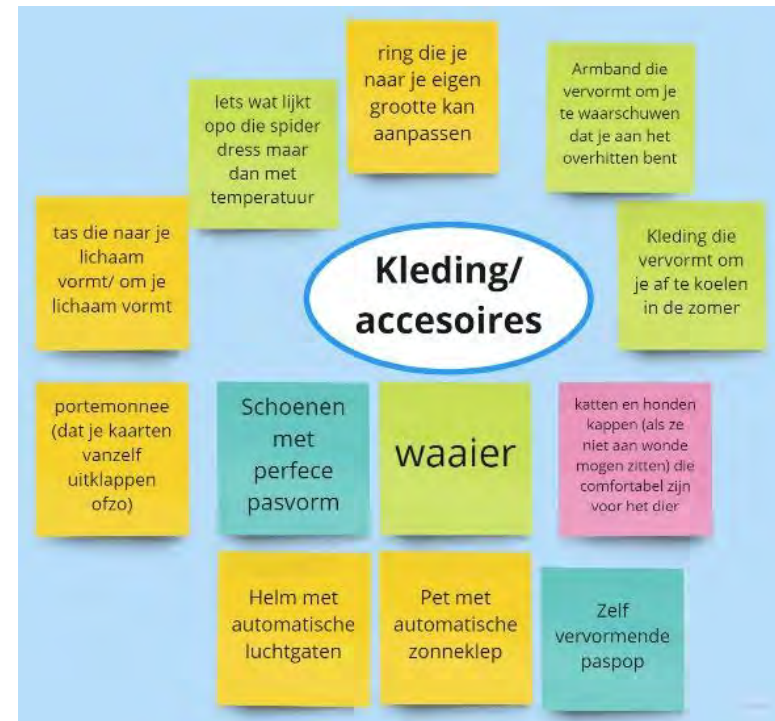 ring die je
naar je eigen
grootte kan
aanpassen
Iets wat lijkt
opo die spider
dress maar
dan met
temperatuur
Armband die
vervormt om je
te waarschuwen
dat je aan het
overhitten bent
tas die naar je
lichaam
vormt/ om je
lichaam vormt
Kleding/
accesoires
Kleding die
vervormt om
je af te koelen
in de zomer
portemonnee
(dat je kaarten
vanzelf
uitklappen
ofzo)
Schoenen
met
perfece
pasvorm
waaier
katten en honden
kappen (als ze
niet aan wonde
mogen zitten) die
comfortabel zijn
voor het dier
Helm met
automatische
luchtgaten
Pet met
automatische
zonneklep
Zelf
vervormende
paspop